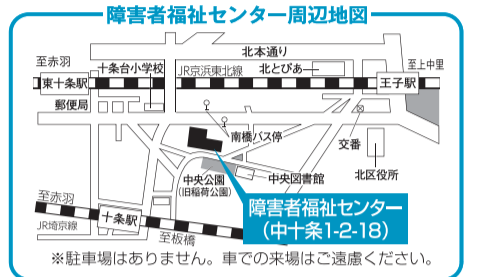 障害者福祉センター周辺地図
北本通り
至赤羽
十条台小学校
JR京浜東北線
北とぴあ
至上中里
東十条駅
王子駅
郵便局
南橋バス停
交番
北区役所
中央公園
(旧稲荷公園)
中央図書館
至赤羽
十条駅
JR埼京線
至板橋
障害者福祉センター
(中十条1-2-18)
※駐車場はありません。車での来場はご遠慮ください。